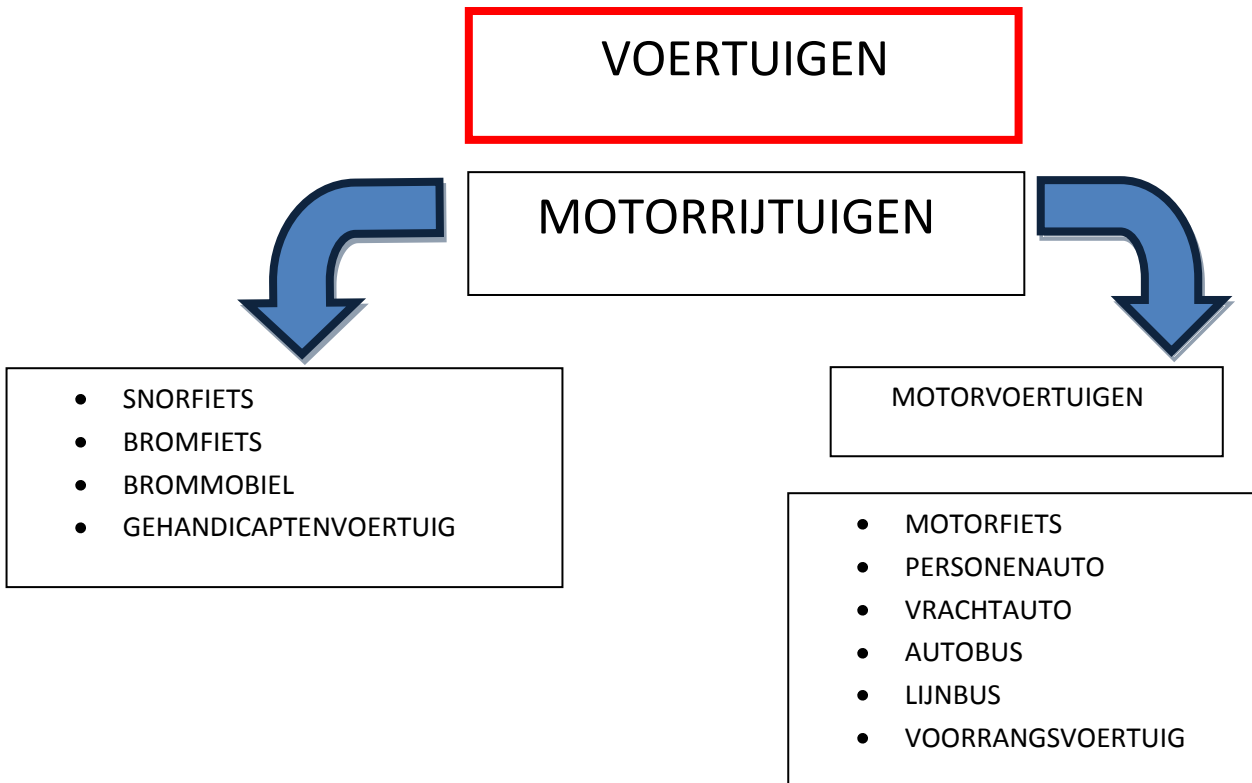 VOERTUIGEN
MOTORRIJTUIGEN
• SNORFIETS
• BROMFIETS
• BROMMOBIEL
• GEHANDICAPTENVOERTUIG
MOTORVOERTUIGEN
• MOTORFIETS
• PERSONENAUTO
• VRACHTAUTO
• AUTOBUS
• LIJNBUS
• VOORRANGSVOERTUIG